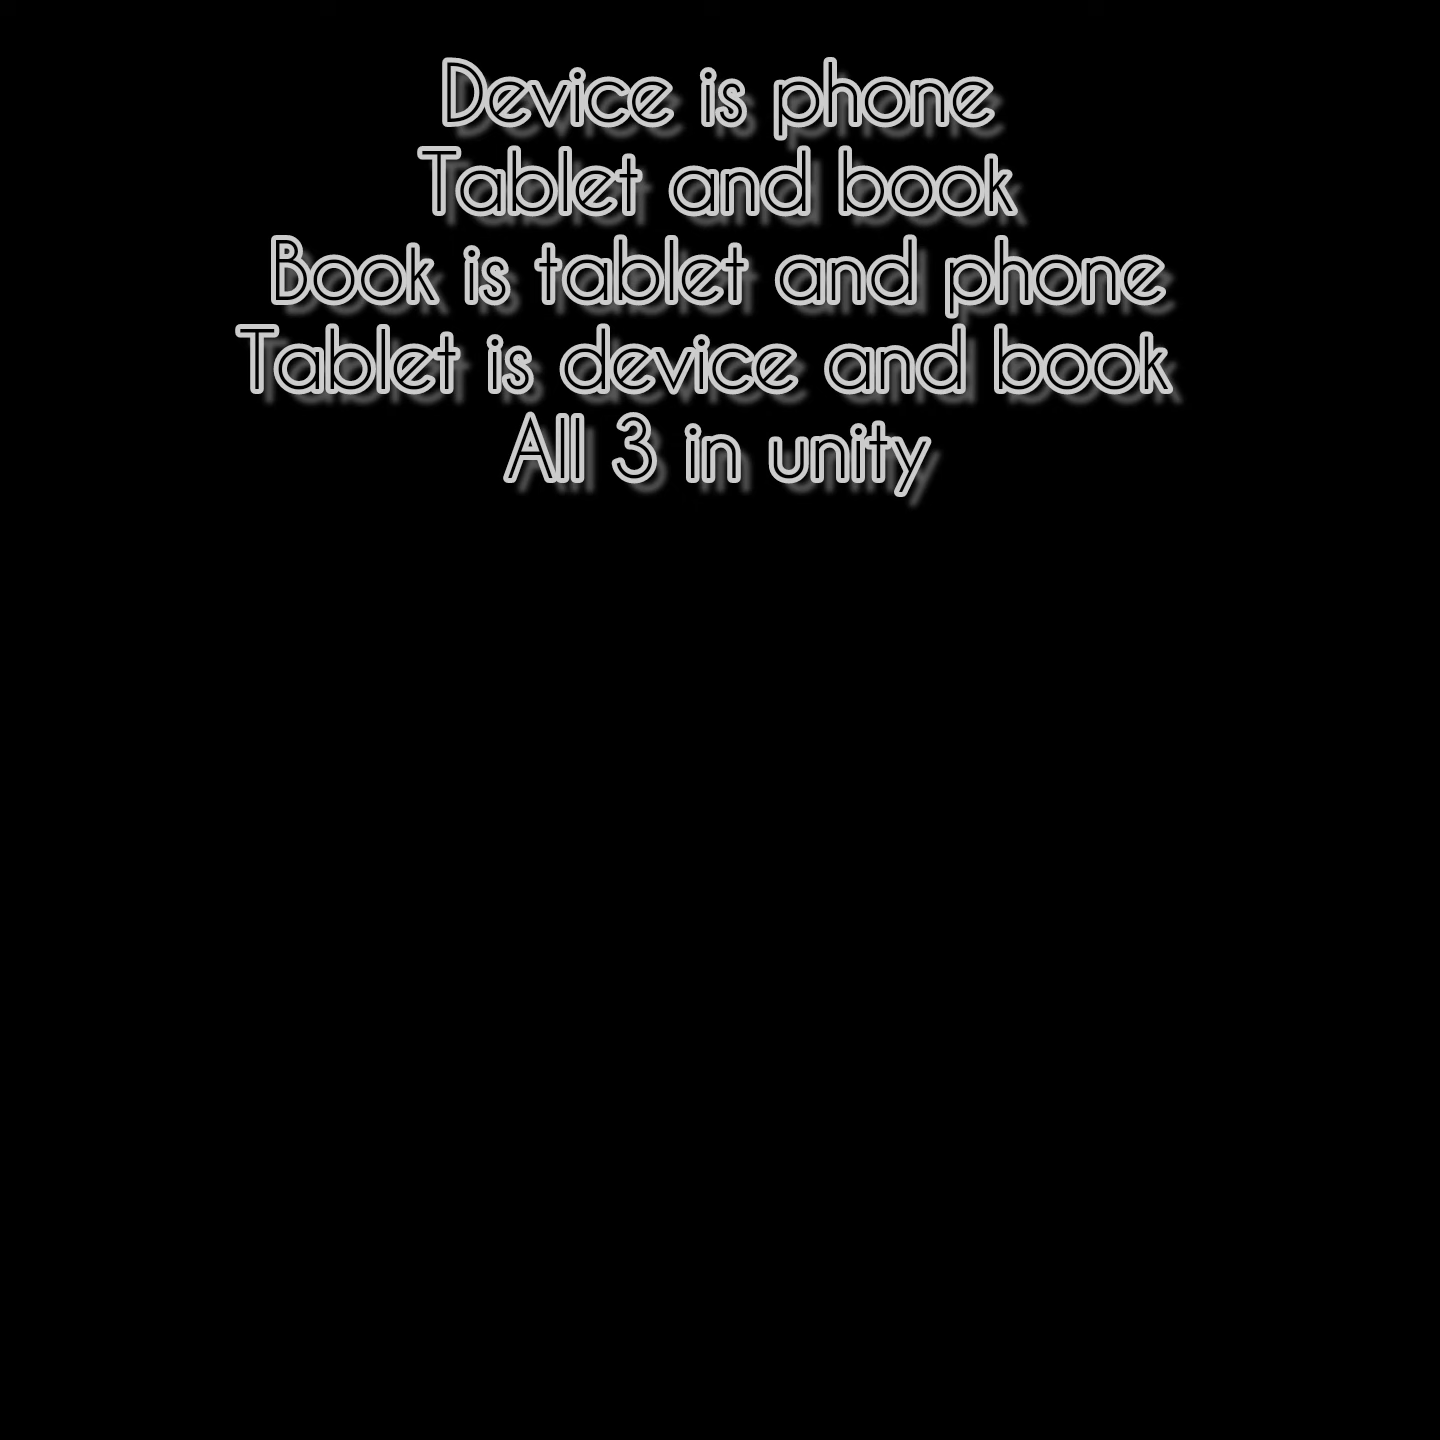 Device is phone
Tablet and book
Book is tablet and phone
Tablet is device and book
All 3 in unity